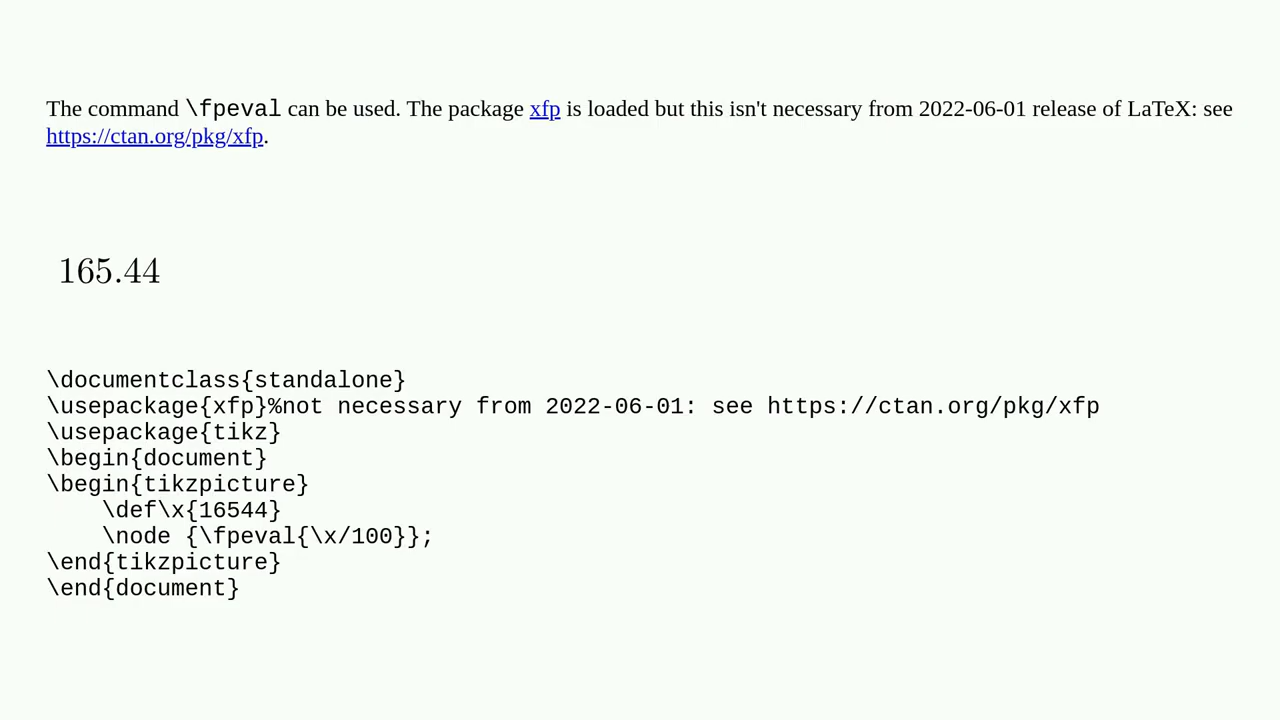 The command \fpeval can be used. The package xfp is loaded but this isn't necessary from 2022-06-01 release of LaTeX: see
https://ctan.org/pkg/xfp.
165.44
\documentclass{standalone}
\usepackage{xfp}%not necessary from 2022-06-01: see https://ctan.org/pkg/xfp
\usepackage{tikz}
\begin{document}
\begin{tikzpicture}
    \def\x{16544}
    \node {\fpeval{\x/100}};
\end{tikzpicture}
\end{document}